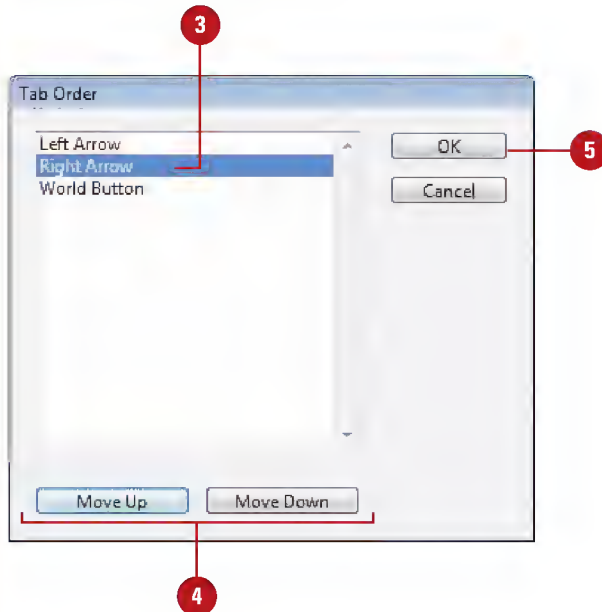 3
Tab Order
Left Arrow
OK
Right Arrow
5
World Button
Cancel
Move Up
Move Down
4